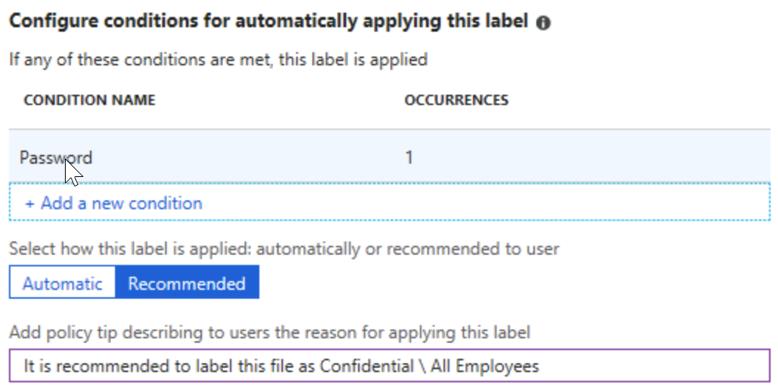 Configure conditions for automatically applying this label
If any of these conditions are met, this label is applied
CONDITION NAME OCCURRENCES
Password 1
+ Add a new condition
Select how this label is applied: automatically or recommended to user
Automatic Recommended
Add policy tip describing to users the reason for applying this label
It is recommended to label this file as Confidential \ All Employees